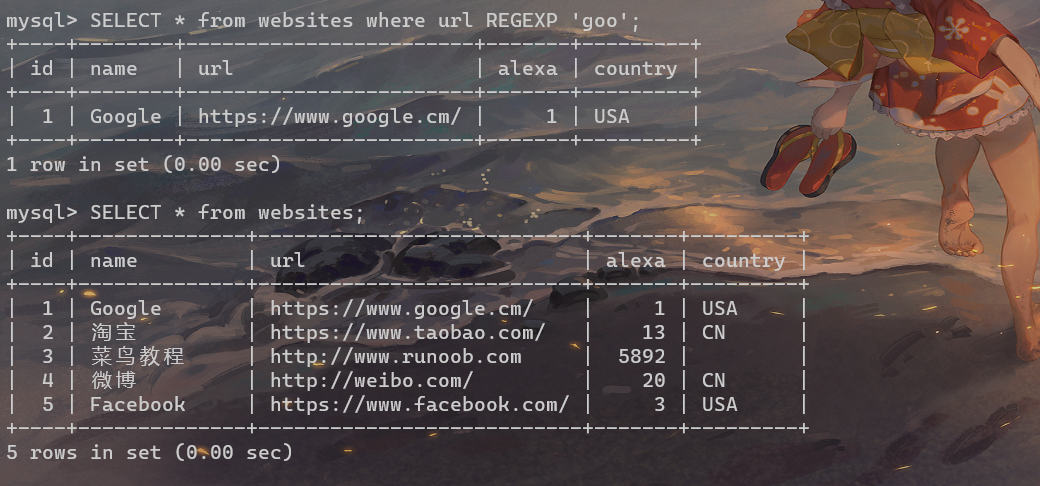 mysql> SELECT * from websites where url REGEXP 'goo';
+----+--------+------------------------+-------+---------+
| id | name   | url                    | alexa | country |
+----+--------+------------------------+-------+---------+
|  1 | Google | https://www.google.cm/ |     1 | USA     |
+----+--------+------------------------+-------+---------+
1 row in set (0.00 sec)
mysql> SELECT * from websites;
+----+--------------+---------------------------+-------+---------+
| id | name         | url                       | alexa | country |
+----+--------------+---------------------------+-------+---------+
|  1 | Google       | https://www.google.cm/    |     1 | USA     |
|  2 | 淘宝         | https://www.taobao.com/   |    13 | CN      |
|  3 | 菜鸟教程     | http://www.runoob.com     |  5892 |         |
|  4 | 微博         | http://weibo.com/         |    20 | CN      |
|  5 | Facebook     | https://www.facebook.com/ |     3 | USA     |
+----+--------------+---------------------------+-------+---------+
5 rows in set (0.00 sec)